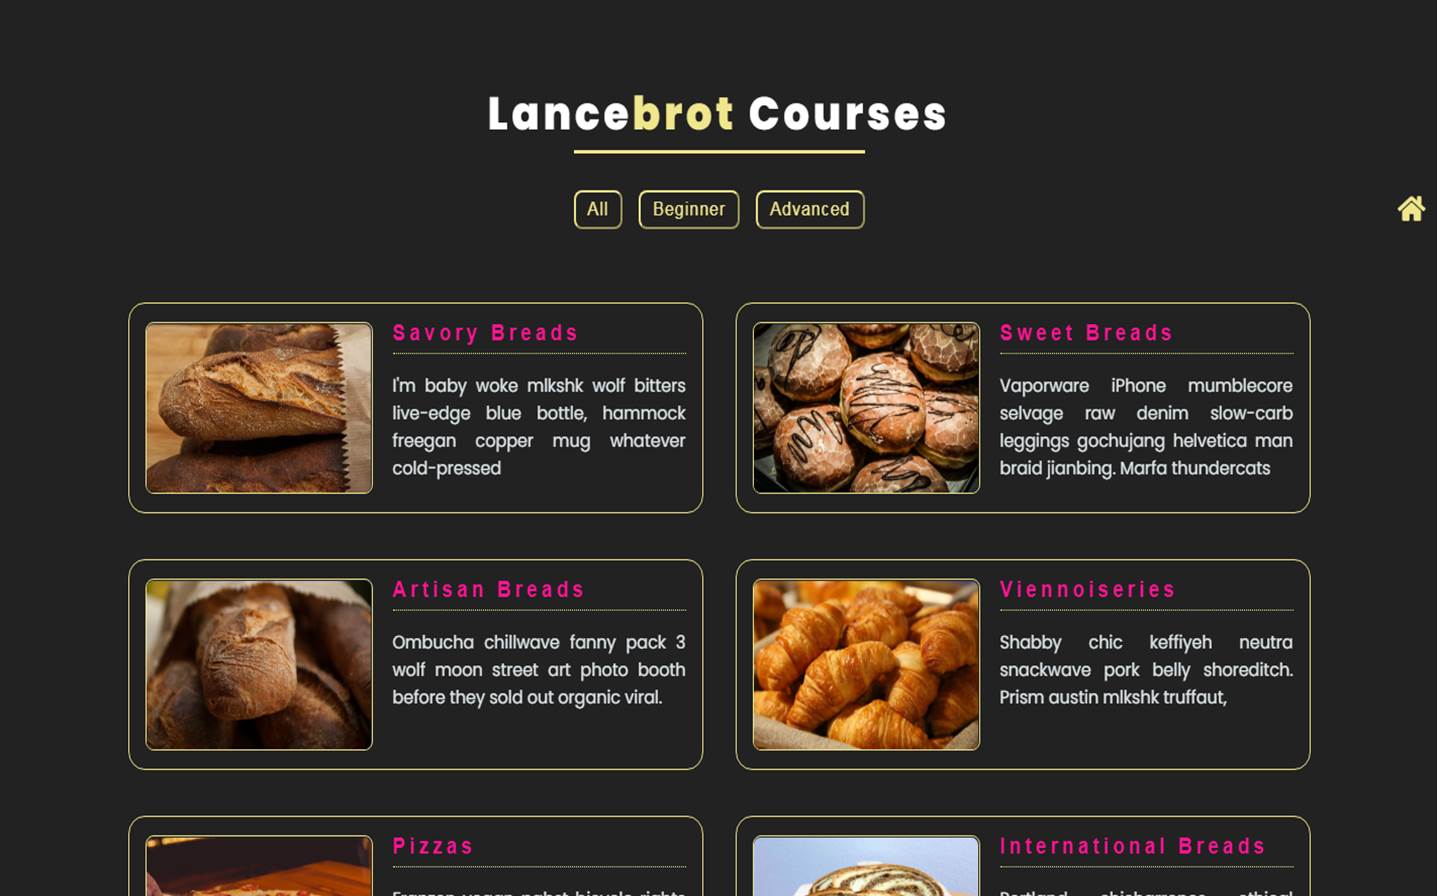 Lancebrot Courses
All
Beginner
Advanced
Savory Breads
I'm baby woke mlkshk wolf bitters
live-edge blue bottle, hammock
freegan copper mug whatever
cold-pressed
Sweet Breads
Vaporware iPhone mumblecore
selvage raw denim slow-carb
leggings gochujang helvetica man
braid jianbing. Marfa thundercats
Artisan Breads
Ombucha chillwave fanny pack 3
wolf moon street art photo booth
before they sold out organic viral.
Viennoiseries
Shabby chic keffiyeh neutra
snackwave pork belly shoreditch.
Prism austin mlkshk truffaut,
Pizzas
International Breads